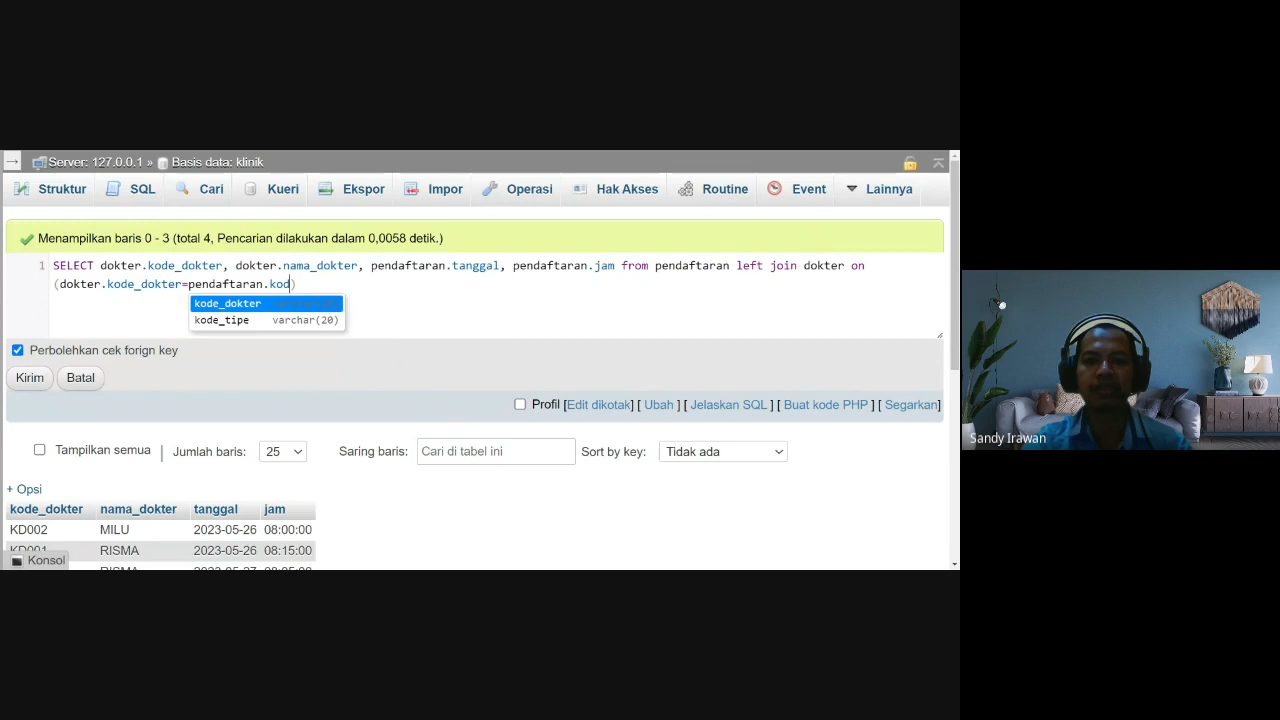 Server: 127.0.0.1 » Basis data: klinik
Struktur SQL Cari Kueri Ekspor Impor Operasi Hak Akses Routine Event Lainnya
Menampilkan baris 0 - 3 (total 4, Pencarian dilakukan dalam 0,0058 detik.)
1 SELECT dokter.kode_dokter, dokter.nama_dokter, pendaftaran.tanggal, pendaftaran.jam from pendaftaran left join dokter on
(dokter.kode_dokter=pendaftaran.kod)
kode_dokter
kode_tipe varchar(20)
Perbolehkan cek forign key
Kirim Batal
Profil [Edit dikotak] [ Ubah ] [ Jelaskan SQL ] [ Buat kode PHP ] [ Segarkan]
Tampilkan semua Jumlah baris: 25 Saring baris: Cari di tabel ini Sort by key: Tidak ada
+ Opsi
kode_dokter nama_dokter tanggal jam
KD002 MILU 2023-05-26 08:00:00
KD001 RISMA 2023-05-26 08:15:00
Konsol
Sandy Irawan